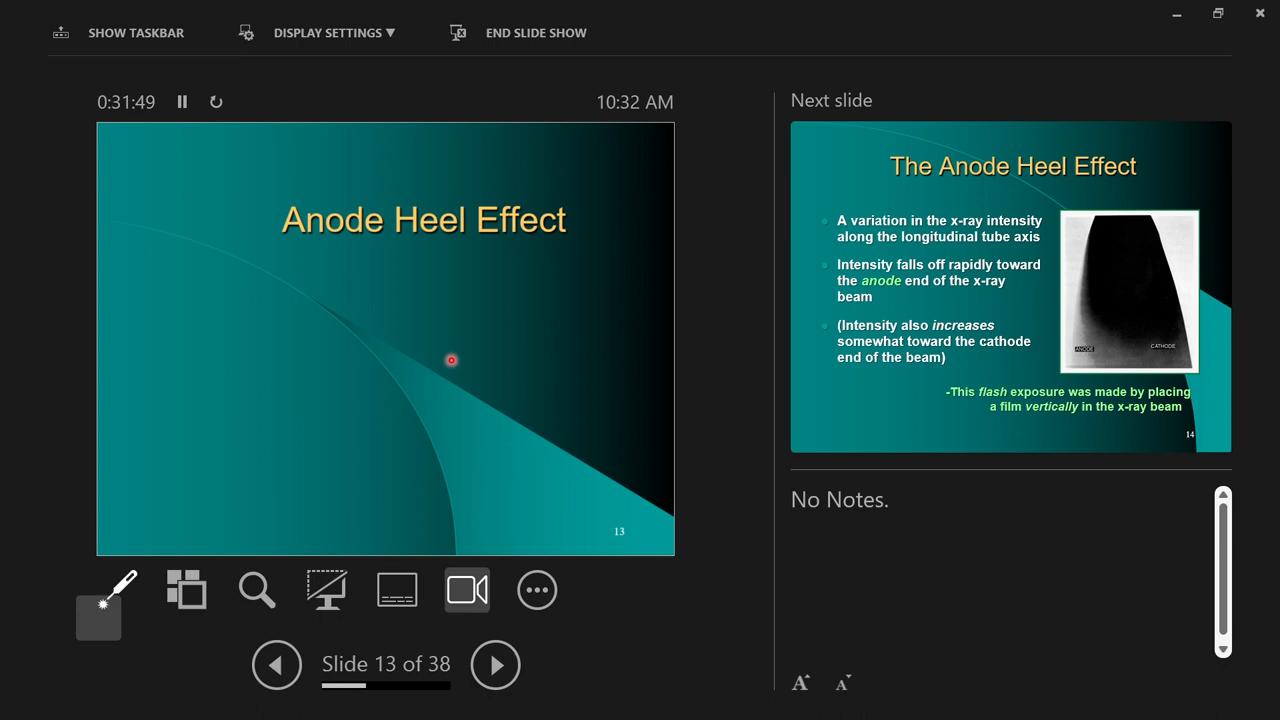 SHOW TASKBAR
DISPLAY SETTINGS ▼
END SLIDE SHOW
0:31:49
10:32 AM
Anode Heel Effect
13
Slide 13 of 38
Next slide
The Anode Heel Effect
A variation in the x-ray intensity
along the longitudinal tube axis
Intensity falls off rapidly toward
the anode end of the x-ray
beam
(Intensity also increases
somewhat toward the cathode
end of the beam)
ANODE
CATHODE
-This flash exposure was made by placing
a film vertically in the x-ray beam
14
No Notes.
A A